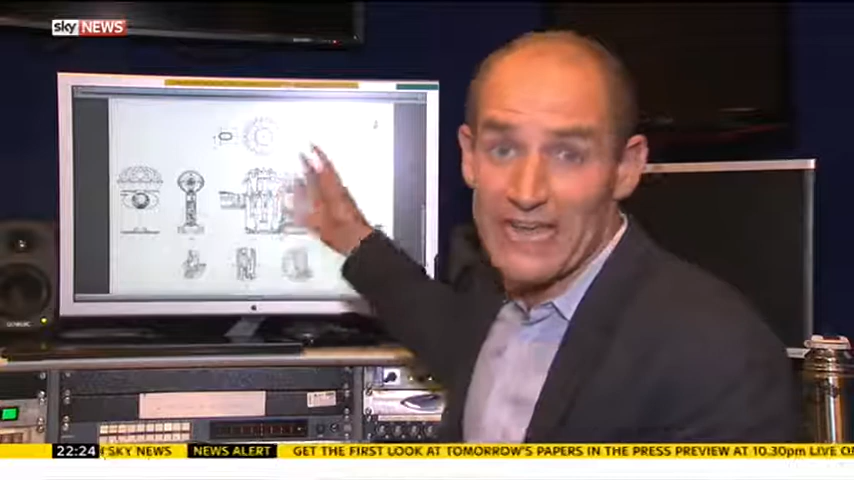 sky NEWS
22:24 SKY NEWS NEWS ALERT GET THE FIRST LOOK AT TOMORROW'S PAPERS IN THE PRESS PREVIEW AT 10.30pm LIVE O